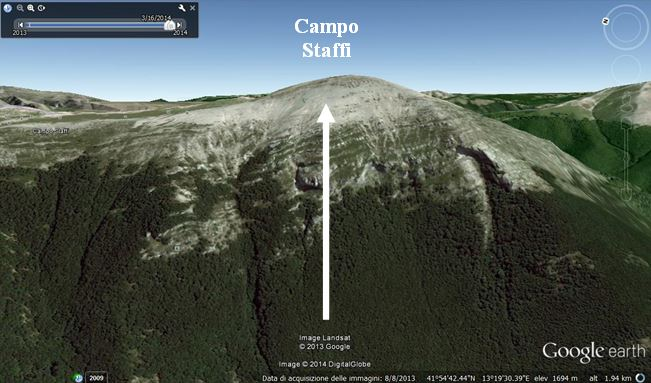 3/16/2014
2013
2014
Campo
Staffi
Campo Staffi
N
Image Landsat
© 2013 Google
Image © 2014 DigitalGlobe
Google earth
2009
Data di acquisizione delle immagini: 8/8/2013 41°54'42.44"N 13°19'30.39"E elev 1694 m alt 1.94 km